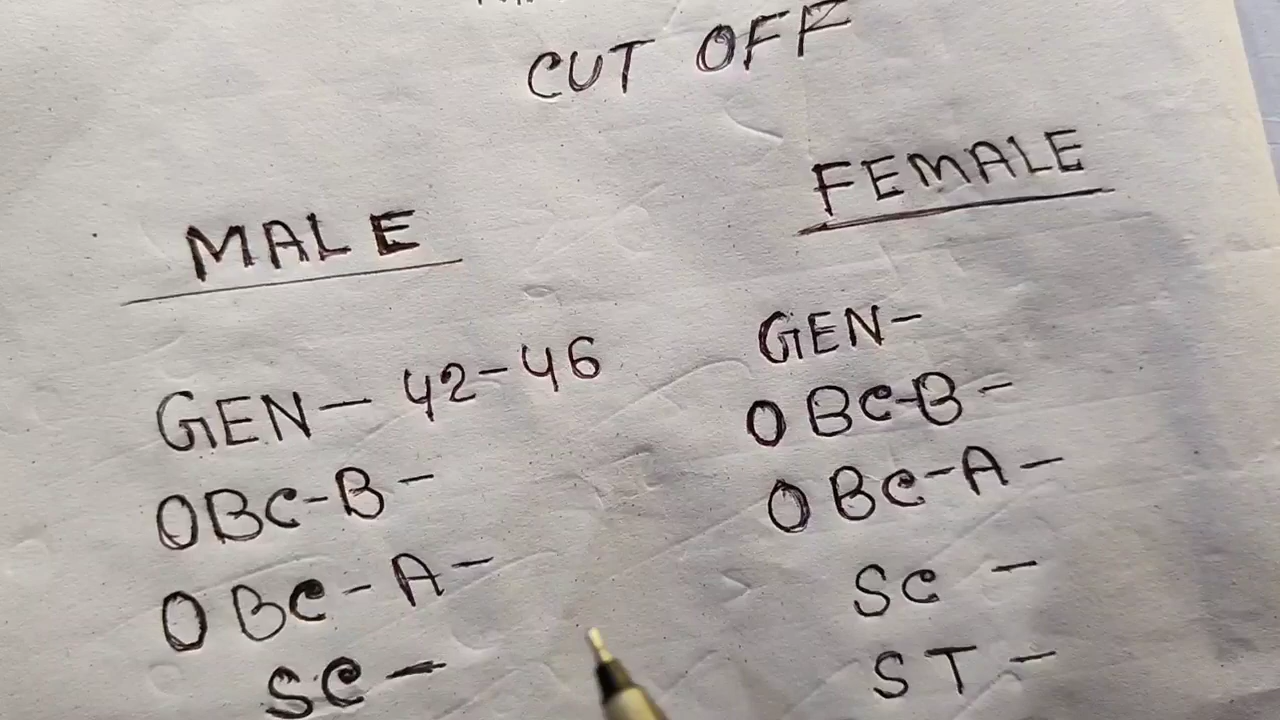 CUT OFF
MALE
GEN- 42-46
OBC-B-
OBC-A-
SC-
FEMALE
GEN-
OBC-B-
OBC-A-
SC -
ST-